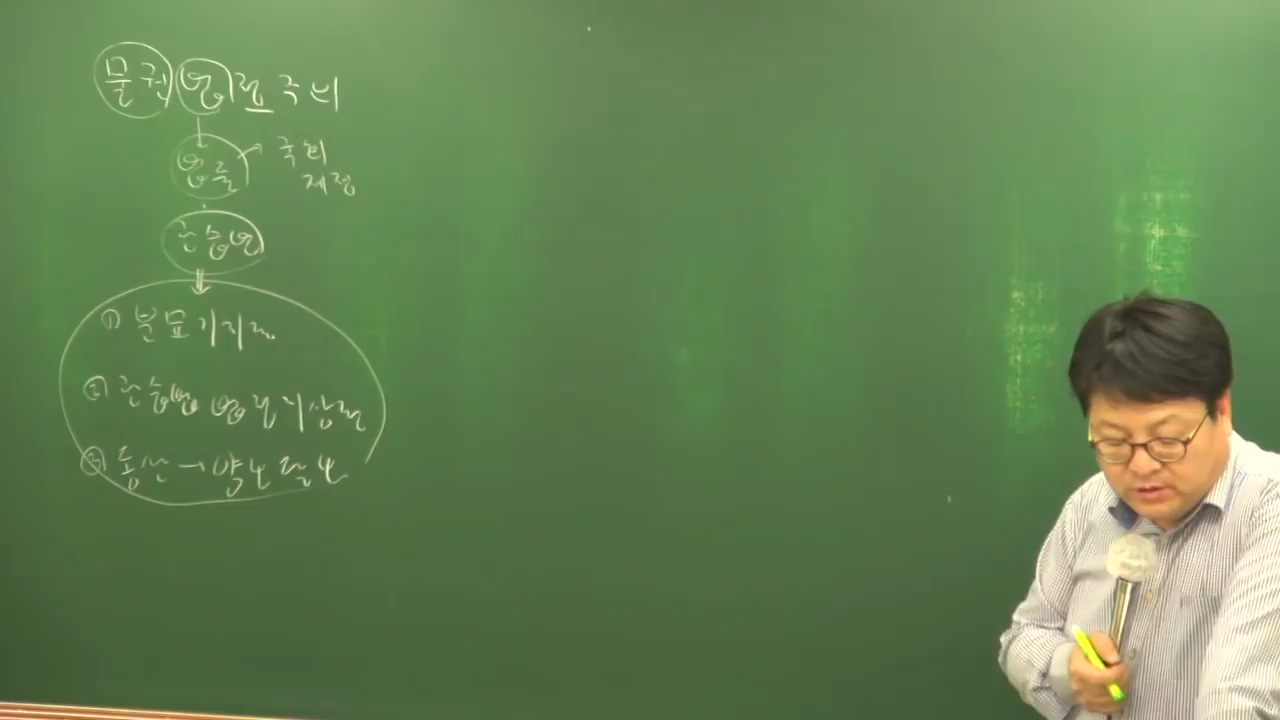 물권법정주의
법률 → 국회
제정
관습법
① 분묘기지권
② 관습법 법정지상권
③ 동산 → 양도담보